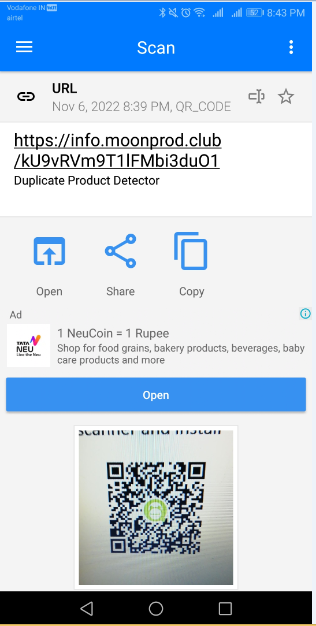 Vodafone IN
airtel
8:43 PM
Scan
URL
Nov 6, 2022 8:39 PM, QR_CODE
https://info.moonprod.club
/kU9vRVm9T1lFMbi3duO1
Duplicate Product Detector
Open
Share
Copy
Ad
TATA
NEU
1 NeuCoin = 1 Rupee
Shop for food grains, bakery products, beverages, baby
care products and more
Open
scanner and install